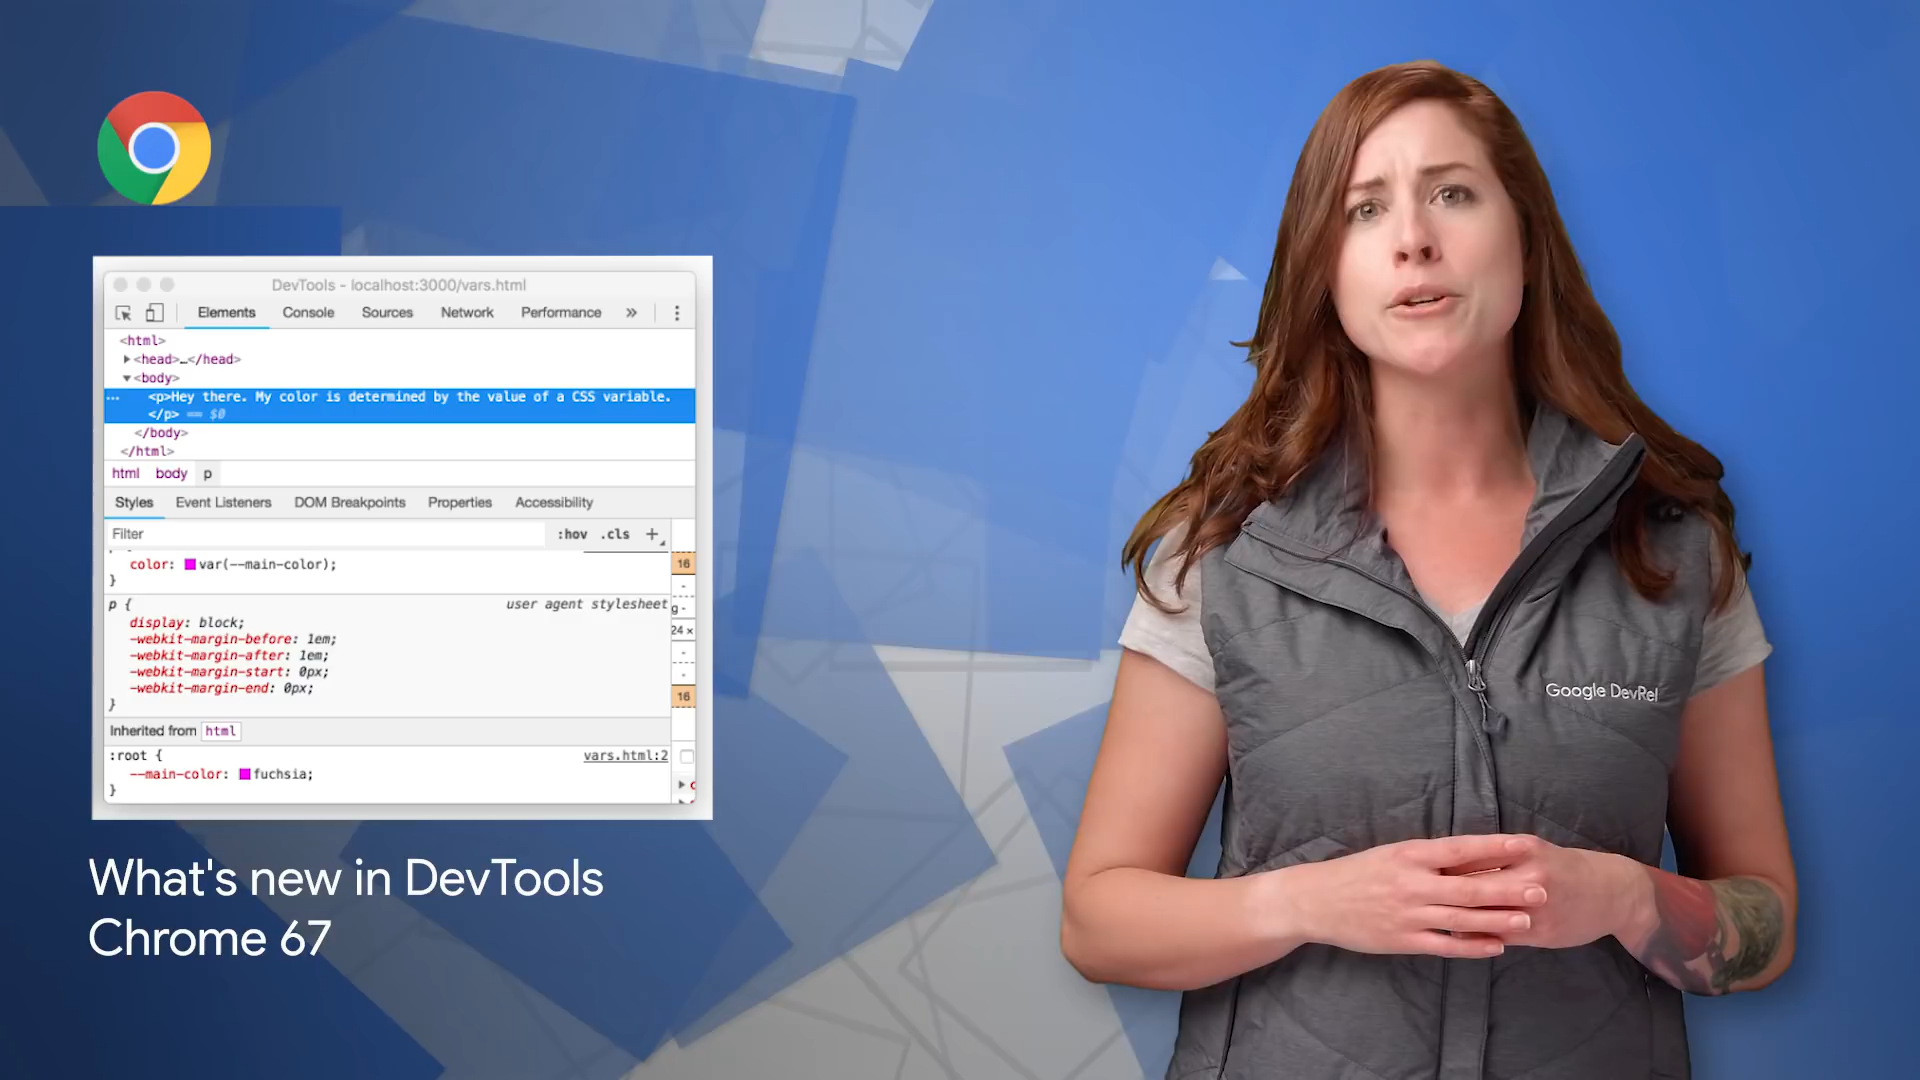 DevTools - localhost:3000/vars.html
Elements Console Sources Network Performance »
<html>
<head>…</head>
<body>
<p>Hey there. My color is determined by the value of a CSS variable.
</p> == $0
</body>
</html>
html body p
Styles Event Listeners DOM Breakpoints Properties Accessibility
Filter :hov .cls +
color: var(--main-color);
16
}
p { user agent stylesheet
display: block;
24 ×
-webkit-margin-before: 1em;
-webkit-margin-after: 1em;
-webkit-margin-start: 0px;
-webkit-margin-end: 0px;
16
}
Inherited from html
:root { vars.html:2
--main-color: fuchsia;
}
What's new in DevTools
Chrome 67
Google DevRel